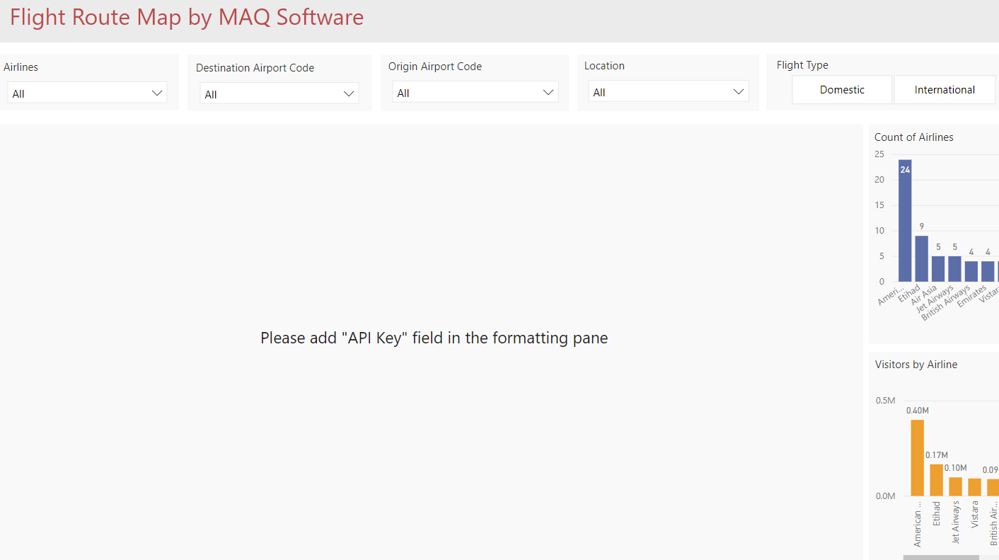 Flight Route Map by MAQ Software
Airlines
All
Destination Airport Code
All
Origin Airport Code
All
Location
All
Flight Type
Domestic
International
Please add "API Key" field in the formatting pane
Count of Airlines
25
20
15
10
5
0
24
9
5
5
4
4
Ameri...
Etihad
Air Asia
Jet Airways
British Airways
Emirates
Vistar
Visitors by Airline
0.5M
0.0M
0.40M
0.17M
0.10M
0.09
American ...
Etihad
Jet Airways
Vistara
British Air...